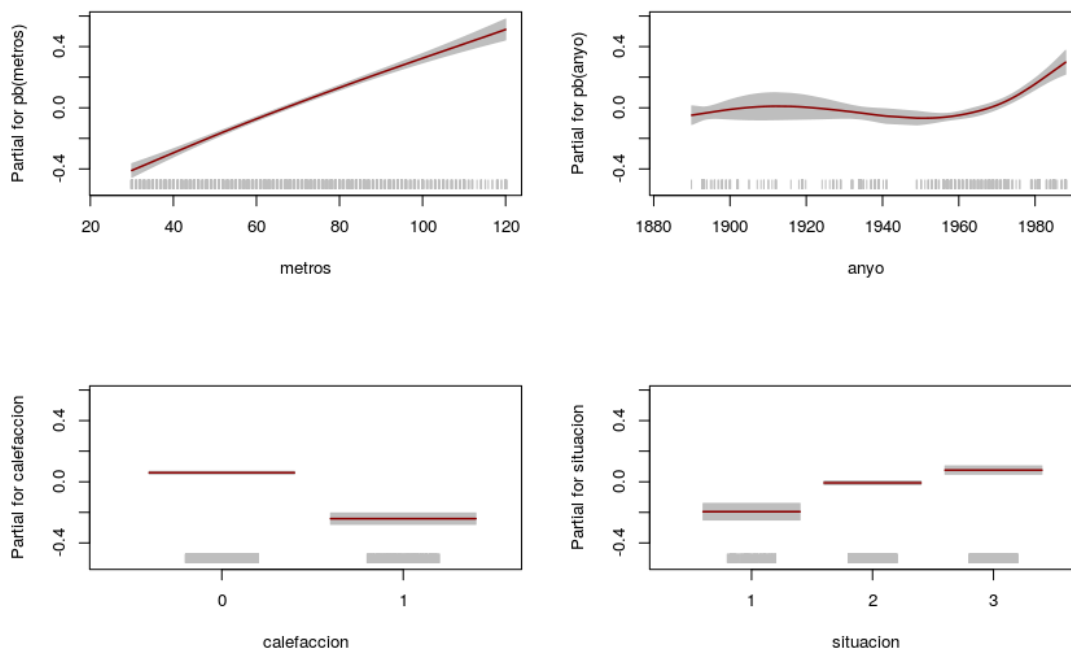 Partial for pb(metros)
0.4
0.0
-0.4
20 40 60 80 100 120
metros
Partial for pb(anyo)
0.4
0.0
-0.4
1880 1900 1920 1940 1960 1980
anyo
Partial for calefaccion
0.4
0.0
-0.4
0 1
calefaccion
Partial for situacion
0.4
0.0
-0.4
1 2 3
situacion